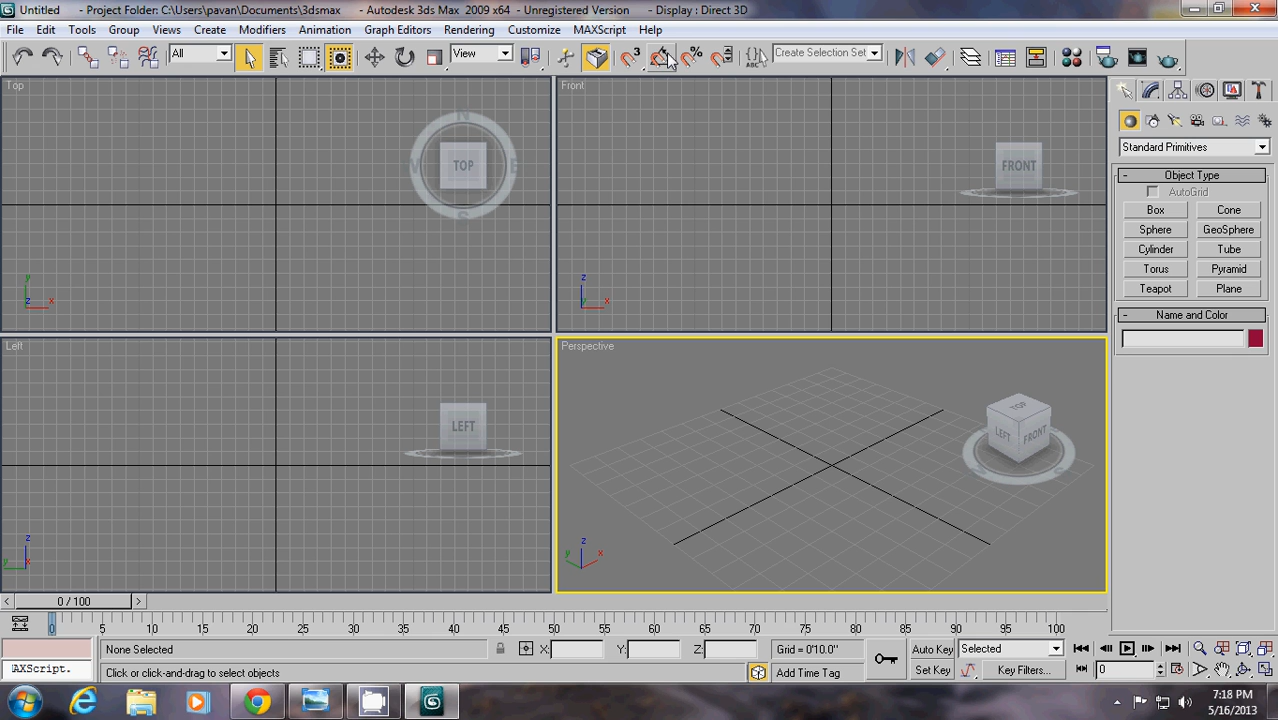 Untitled - Project Folder: C:\Users\pavan\Documents\3dsmax - Autodesk 3ds Max 2009 x64 - Unregistered Version - Display : Direct 3D
File Edit Tools Group Views Create Modifiers Animation Graph Editors Rendering Customize MAXScript Help
All View 3 % ABC Create Selection Set
Top Front
N
W TOP E
S
FRONT
y z
z x y x
Left Perspective
LEFT
TOP
LEFT FRONT
z z
y x y x
Standard Primitives
- Object Type
AutoGrid
Box Cone
Sphere GeoSphere
Cylinder Tube
Torus Pyramid
Teapot Plane
- Name and Color
< 0 / 100 >
0 5 10 15 20 25 30 35 40 45 50 55 60 65 70 75 80 85 90 95 100
None Selected X: Y: Z: Grid = 0'10.0" Auto Key Selected
AXScript. Click or click-and-drag to select objects Add Time Tag Set Key Key Filters... 0
7:18 PM
5/16/2013